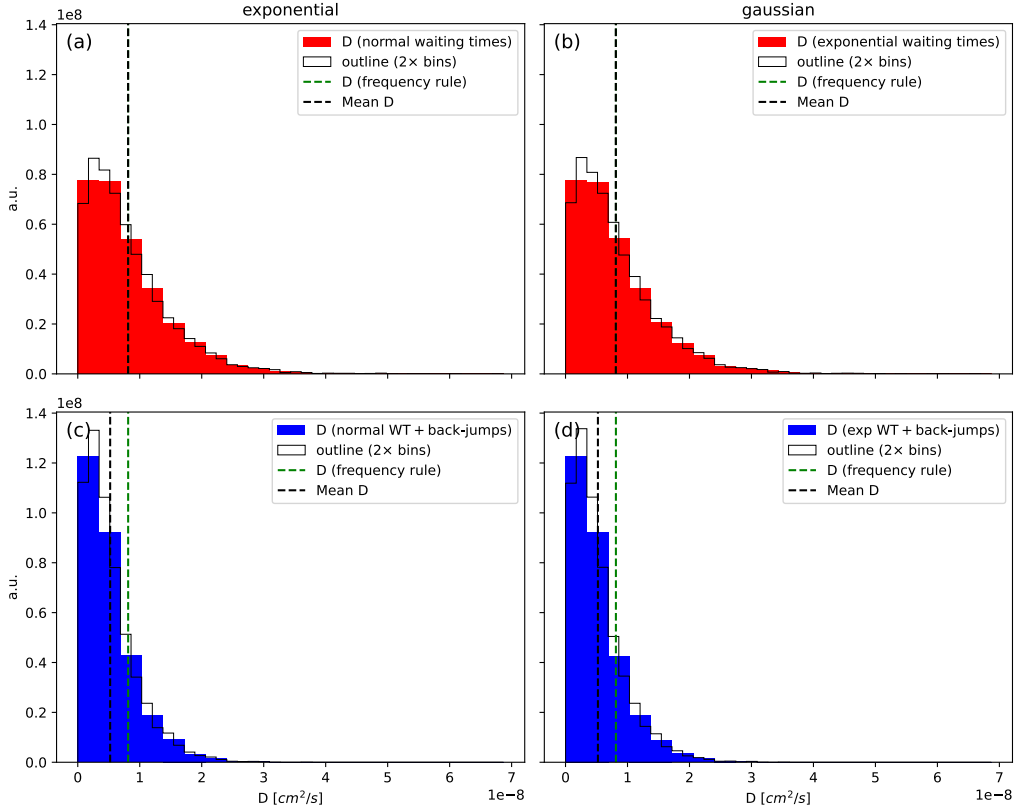 exponential
gaussian
1e8
(a)
D (normal waiting times)
outline (2× bins)
D (frequency rule)
Mean D
(b)
D (exponential waiting times)
outline (2× bins)
D (frequency rule)
Mean D
1.4
1.2
1.0
0.8
0.6
0.4
0.2
0.0
a.u.
1e8
(c)
D (normal WT + back-jumps)
outline (2× bins)
D (frequency rule)
Mean D
(d)
D (exp WT + back-jumps)
outline (2× bins)
D (frequency rule)
Mean D
1.4
1.2
1.0
0.8
0.6
0.4
0.2
0.0
a.u.
0 1 2 3 4 5 6 7
D [cm²/s]
1e−8
0 1 2 3 4 5 6 7
D [cm²/s]
1e−8